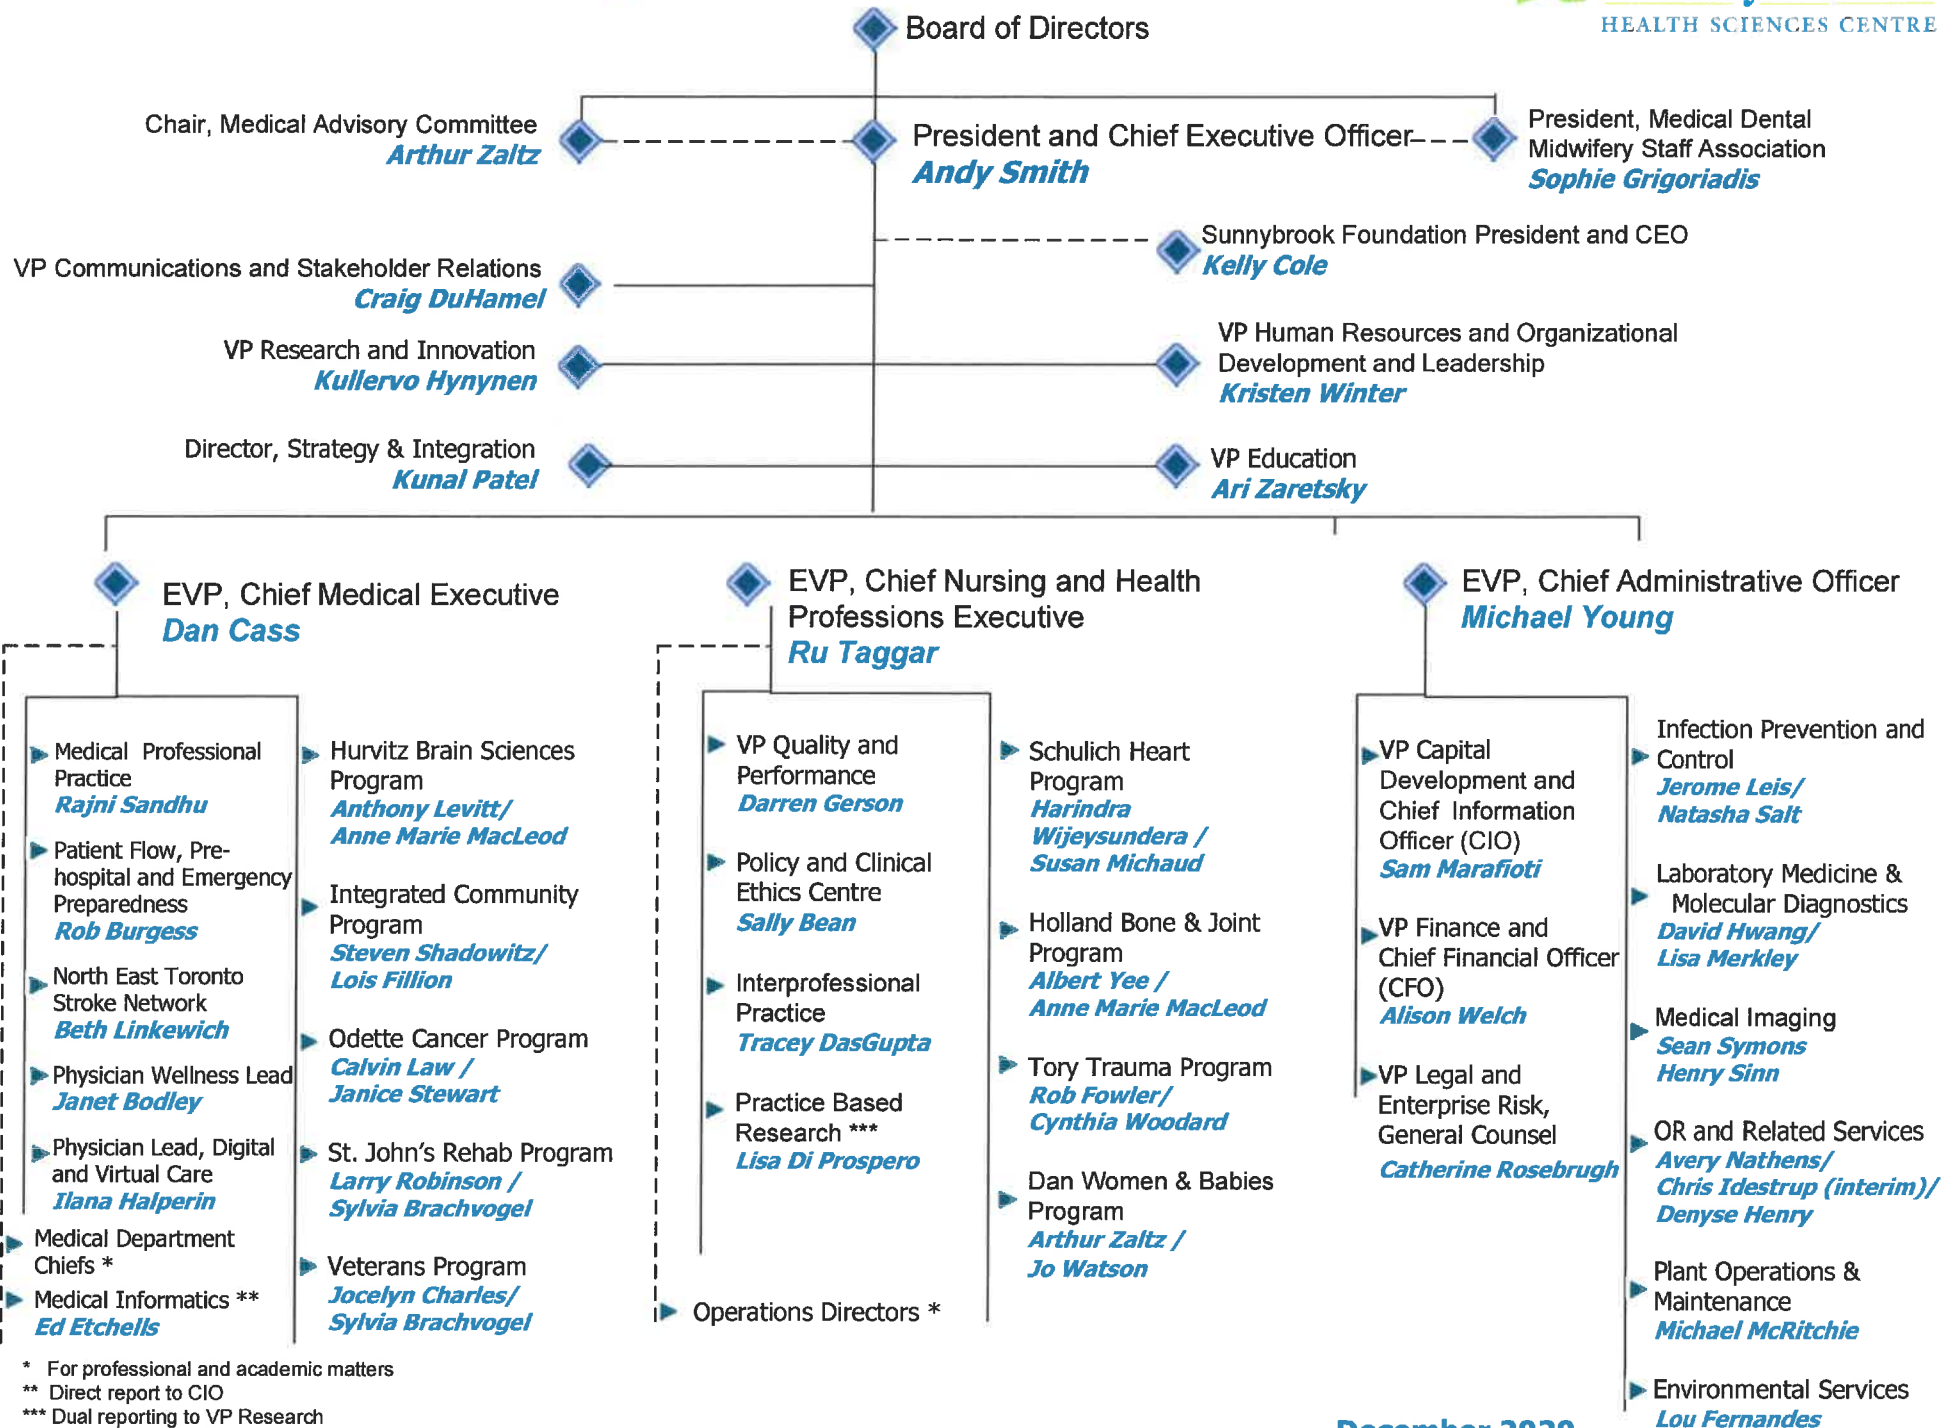 HEALTH SCIENCES CENTRE
Board of Directors
Chair, Medical Advisory Committee
Arthur Zaltz
President and Chief Executive Officer
Andy Smith
President, Medical Dental
Midwifery Staff Association
Sophie Grigoriadis
Sunnybrook Foundation President and CEO
Kelly Cole
VP Communications and Stakeholder Relations
Craig DuHamel
VP Research and Innovation
Kullervo Hynynen
VP Human Resources and Organizational
Development and Leadership
Kristen Winter
Director, Strategy & Integration
Kunal Patel
VP Education
Ari Zaretsky
EVP, Chief Medical Executive
Dan Cass
Medical Professional
Practice
Rajni Sandhu
Patient Flow, Pre-
hospital and Emergency
Preparedness
Rob Burgess
North East Toronto
Stroke Network
Beth Linkewich
Physician Wellness Lead
Janet Bodley
Physician Lead, Digital
and Virtual Care
Ilana Halperin
Medical Department
Chiefs *
Medical Informatics **
Ed Etchells
Hurvitz Brain Sciences
Program
Anthony Levitt/
Anne Marie MacLeod
Integrated Community
Program
Steven Shadowitz/
Lois Fillion
Odette Cancer Program
Calvin Law /
Janice Stewart
St. John's Rehab Program
Larry Robinson /
Sylvia Brachvogel
Veterans Program
Jocelyn Charles/
Sylvia Brachvogel
EVP, Chief Nursing and Health
Professions Executive
Ru Taggar
VP Quality and
Performance
Darren Gerson
Policy and Clinical
Ethics Centre
Sally Bean
Interprofessional
Practice
Tracey DasGupta
Practice Based
Research ***
Lisa Di Prospero
Operations Directors *
Schulich Heart
Program
Harindra
Wijeysundera /
Susan Michaud
Holland Bone & Joint
Program
Albert Yee /
Anne Marie MacLeod
Tory Trauma Program
Rob Fowler/
Cynthia Woodard
Dan Women & Babies
Program
Arthur Zaltz /
Jo Watson
EVP, Chief Administrative Officer
Michael Young
VP Capital
Development and
Chief Information
Officer (CIO)
Sam Marafioti
VP Finance and
Chief Financial Officer
(CFO)
Alison Welch
VP Legal and
Enterprise Risk,
General Counsel
Catherine Rosebrugh
Infection Prevention and
Control
Jerome Leis/
Natasha Salt
Laboratory Medicine &
Molecular Diagnostics
David Hwang/
Lisa Merkley
Medical Imaging
Sean Symons
Henry Sinn
OR and Related Services
Avery Nathens/
Chris Idestrup (interim)/
Denyse Henry
Plant Operations &
Maintenance
Michael McRitchie
Environmental Services
Lou Fernandes
* For professional and academic matters
** Direct report to CIO
*** Dual reporting to VP Research
December 2020